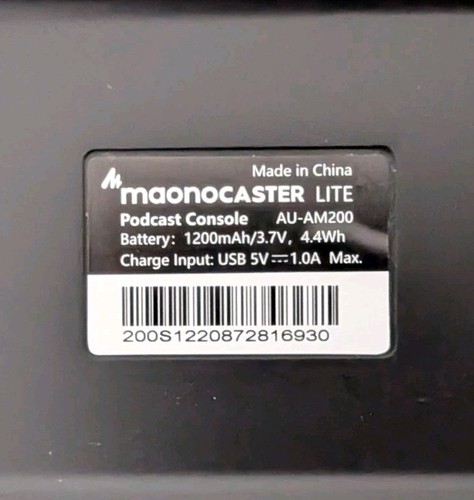 Made in China
maonocaster LITE
Podcast Console AU-AM200
Battery: 1200mAh/3.7V, 4.4Wh
Charge Input: USB 5V⎓1.0A Max.
200S1220872816930